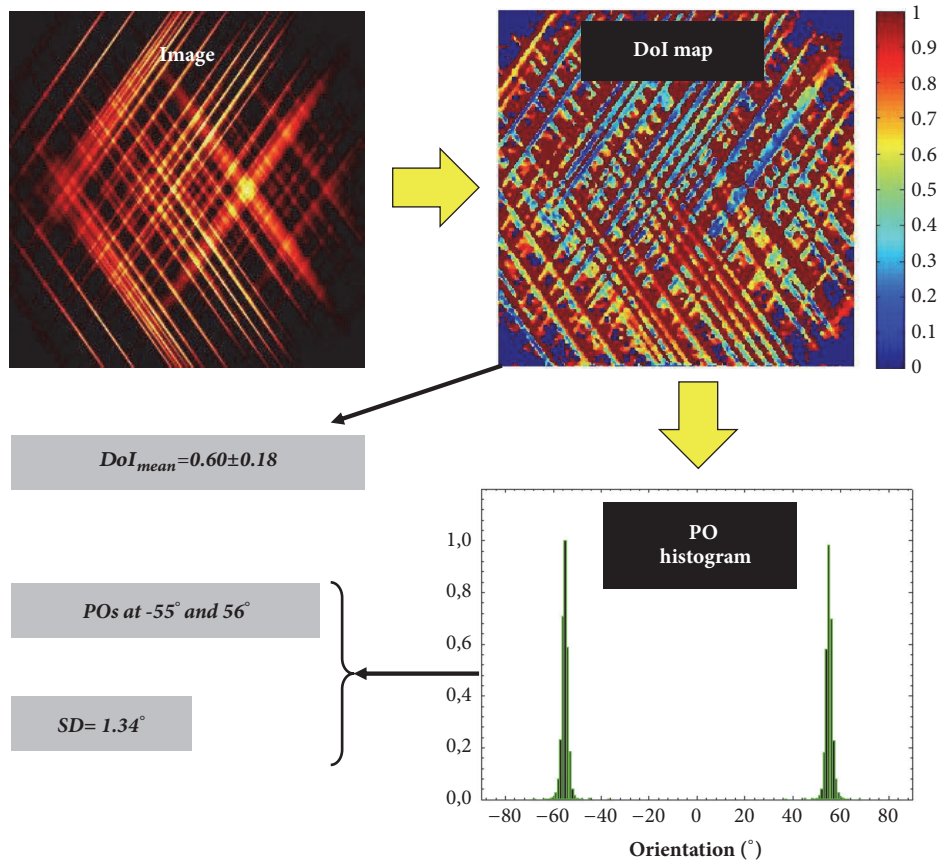 Image
DoI map
1
0.9
0.8
0.7
0.6
0.5
0.4
0.3
0.2
0.1
0
DoI_mean=0.60±0.18
POs at -55° and 56°
SD= 1.34°
PO
histogram
1,0
0,8
0,6
0,4
0,2
0,0
−80 −60 −40 −20 0 20 40 60 80
Orientation (°)